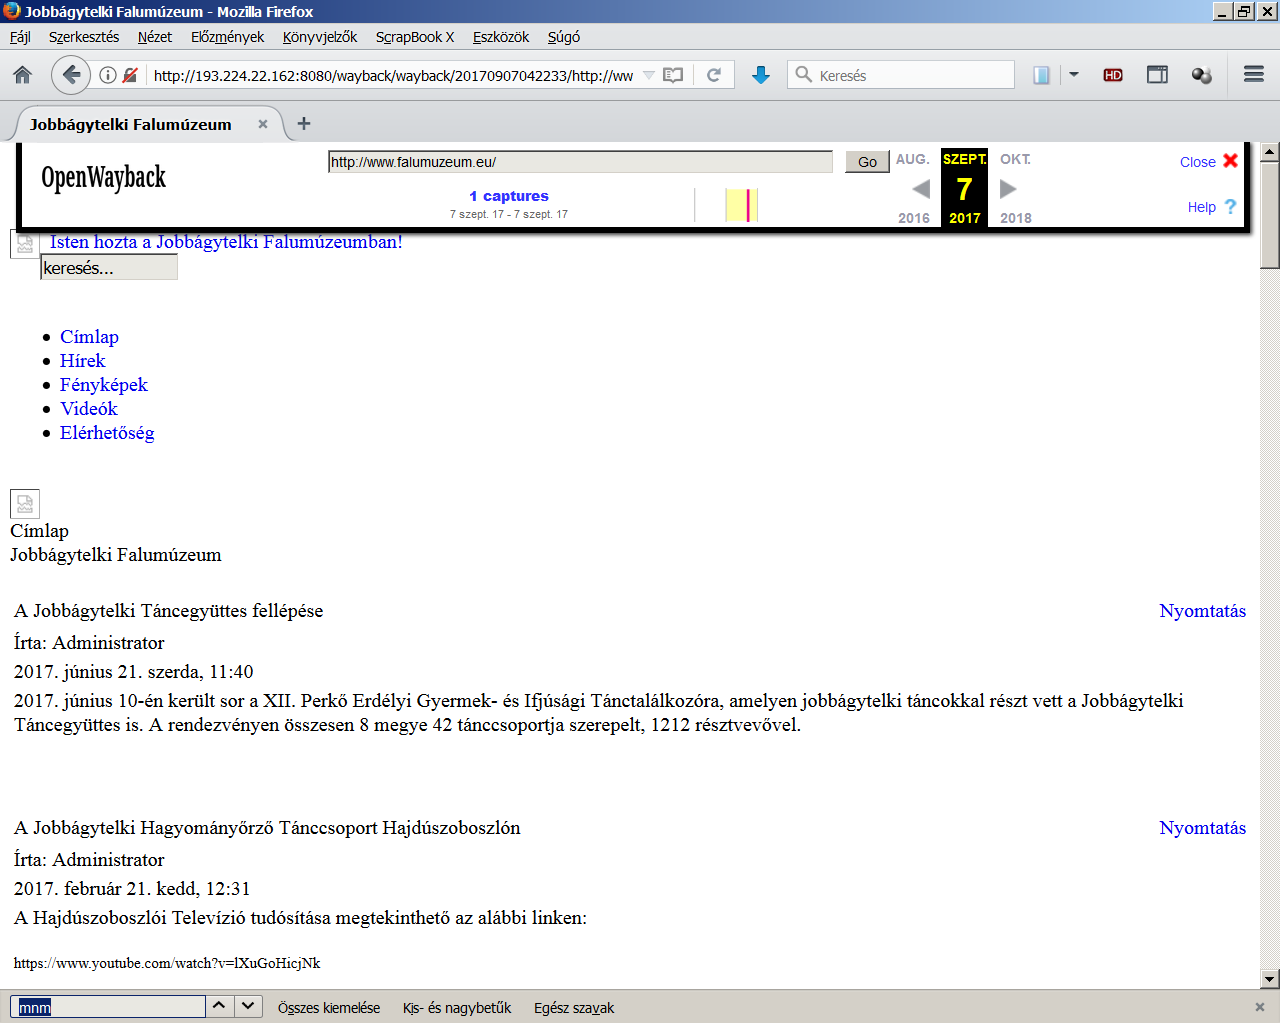 Jobbágytelki Falumúzeum - Mozilla Firefox
Fájl Szerkesztés Nézet Előzmények Könyvjelzők ScrapBook X Eszközök Súgó
http://193.224.22.162:8080/wayback/wayback/20170907042233/http://ww Keresés HD
Jobbágytelki Falumúzeum
OpenWayback
http://www.falumuzeum.eu/ Go
1 captures
7 szept. 17 - 7 szept. 17
AUG. SZEPT. OKT.
7
2016 2017 2018
Close
Help ?
Isten hozta a Jobbágytelki Falumúzeumban!
keresés...
Címlap
Hírek
Fényképek
Videók
Elérhetőség
Címlap
Jobbágytelki Falumúzeum
A Jobbágytelki Táncegyüttes fellépése Nyomtatás
Írta: Administrator
2017. június 21. szerda, 11:40
2017. június 10-én került sor a XII. Perkő Erdélyi Gyermek- és Ifjúsági Tánctalálkozóra, amelyen jobbágytelki táncokkal részt vett a Jobbágytelki
Táncegyüttes is. A rendezvényen összesen 8 megye 42 tánccsoportja szerepelt, 1212 résztvevővel.
A Jobbágytelki Hagyományőrző Tánccsoport Hajdúszoboszlón Nyomtatás
Írta: Administrator
2017. február 21. kedd, 12:31
A Hajdúszoboszlói Televízió tudósítása megtekinthető az alábbi linken:
https://www.youtube.com/watch?v=lXuGoHicjNk
mnm Összes kiemelése Kis- és nagybetűk Egész szavak